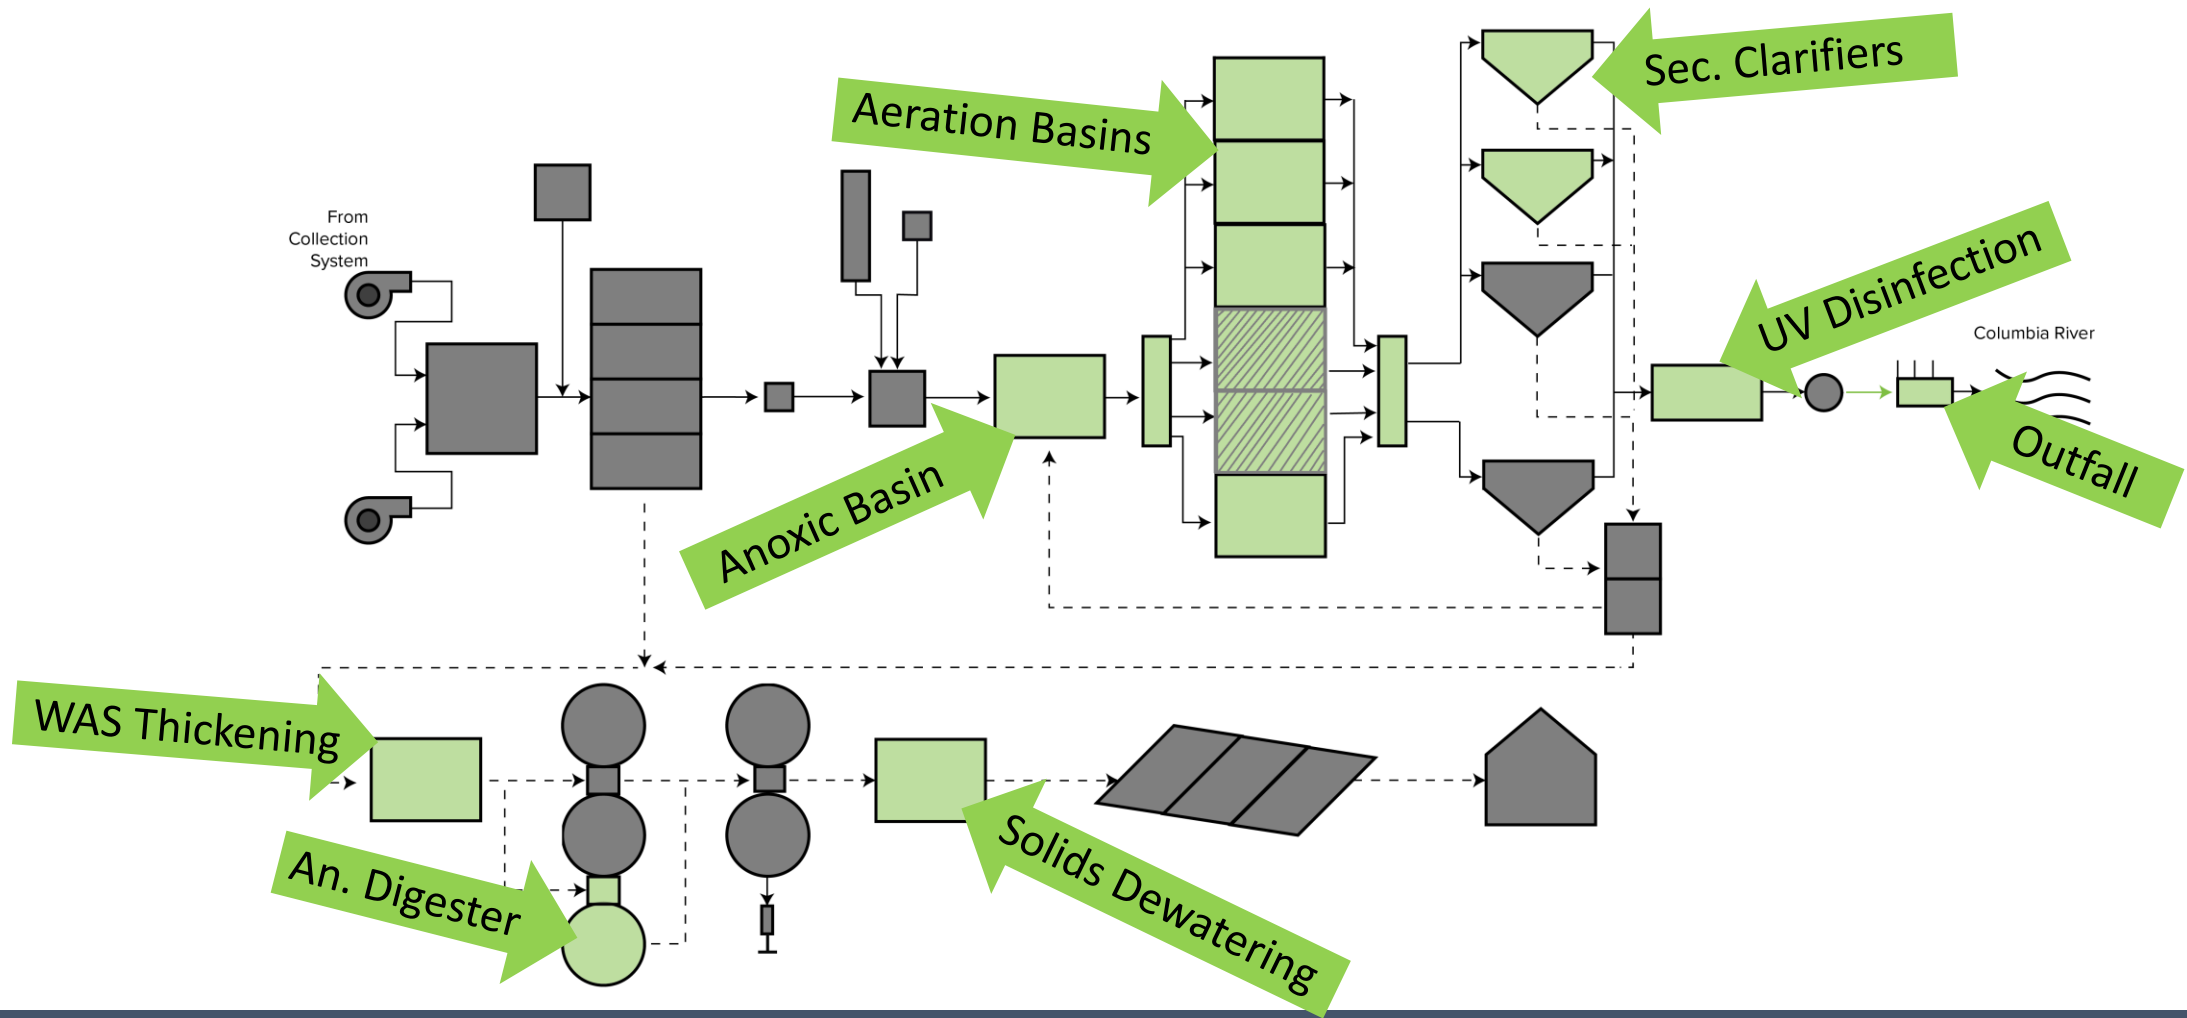 Sec. Clarifiers
Aeration Basins
From
Collection
System
UV Disinfection
Columbia River
Outfall
Anoxic Basin
WAS Thickening
An. Digester
Solids Dewatering